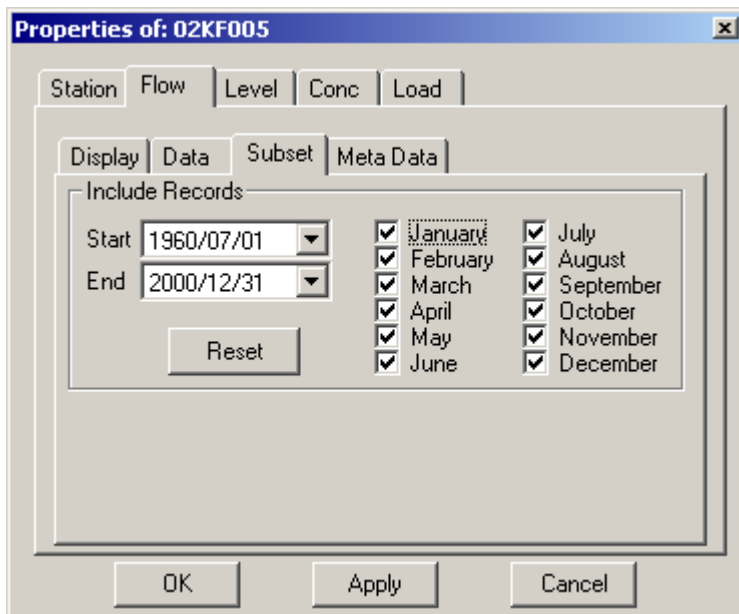 Properties of: 02KF005
Station Flow Level Conc Load
Display Data Subset Meta Data
Include Records
Start 1960/07/01
End 2000/12/31
Reset
January
February
March
April
May
June
July
August
September
October
November
December
OK Apply Cancel